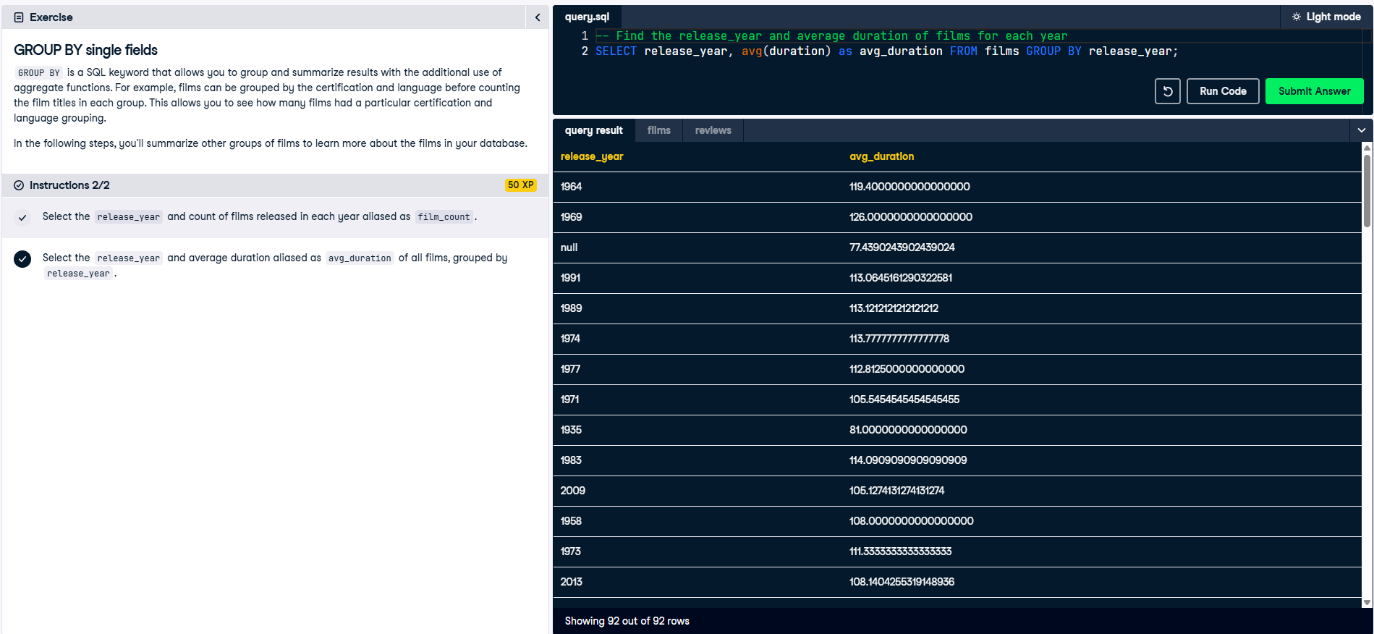 Exercise
GROUP BY single fields
GROUP BY is a SQL keyword that allows you to group and summarize results with the additional use of
aggregate functions. For example, films can be grouped by the certification and language before counting
the film titles in each group. This allows you to see how many films had a particular certification and
language grouping.
In the following steps, you'll summarize other groups of films to learn more about the films in your database.
Instructions 2/2
50 XP
Select the release_year and count of films released in each year aliased as film_count.
Select the release_year and average duration aliased as avg_duration of all films, grouped by
release_year.
query.sql
Light mode
1 -- Find the release_year and average duration of films for each year
2 SELECT release_year, avg(duration) as avg_duration FROM films GROUP BY release_year;
Run Code
Submit Answer
query result films reviews
release_year avg_duration
1964 119.4000000000000000
1969 126.0000000000000000
null 77.4390243902439024
1991 113.0645161290322581
1989 113.1212121212121212
1974 113.7777777777777778
1977 112.8125000000000000
1971 105.5454545454545455
1935 81.0000000000000000
1983 114.0909090909090909
2009 105.1274131274131274
1958 108.0000000000000000
1973 111.3333333333333333
2013 108.1404255319148936
Showing 92 out of 92 rows